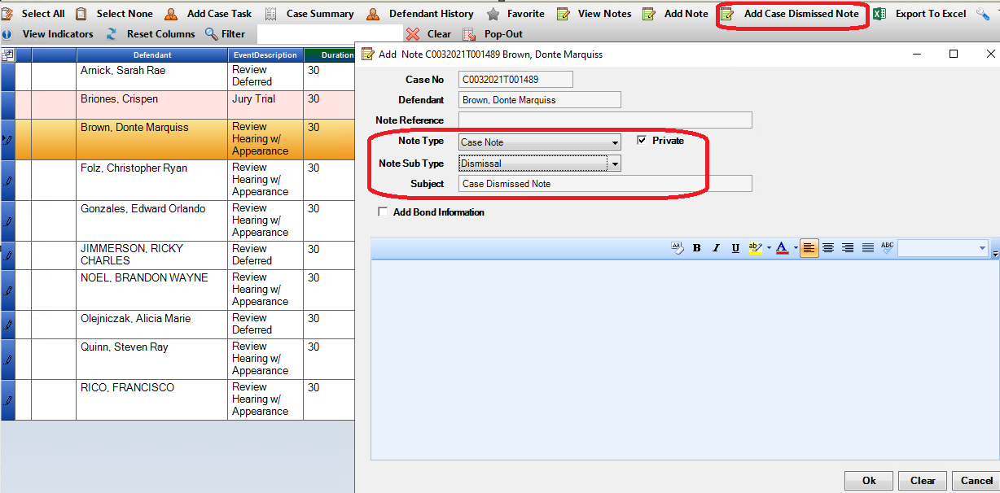 Select All Select None Add Case Task Case Summary Defendant History Favorite View Notes Add Note Add Case Dismissed Note Export To Excel
View Indicators Reset Columns Filter Clear Pop-Out
Defendant EventDescription Duration
Arnick, Sarah Rae Review Deferred 30
Briones, Crispen Jury Trial 30
Brown, Donte Marquiss Review Hearing w/ Appearance 30
Folz, Christopher Ryan Review Hearing w/ Appearance 30
Gonzales, Edward Orlando Review Hearing w/ Appearance 30
JIMMERSON, RICKY CHARLES Review Deferred 30
NOEL, BRANDON WAYNE Review Hearing w/ Appearance 30
Olejniczak, Alicia Marie Review Deferred 30
Quinn, Steven Ray Review Hearing w/ Appearance 30
RICO, FRANCISCO Review Hearing w/ Appearance 30
Add Note C0032021T001489 Brown, Donte Marquiss
Case No C0032021T001489
Defendant Brown, Donte Marquiss
Note Reference
Note Type Case Note Private
Note Sub Type Dismissal
Subject Case Dismissed Note
Add Bond Information
B I U ab A ABC
Ok Clear Cancel